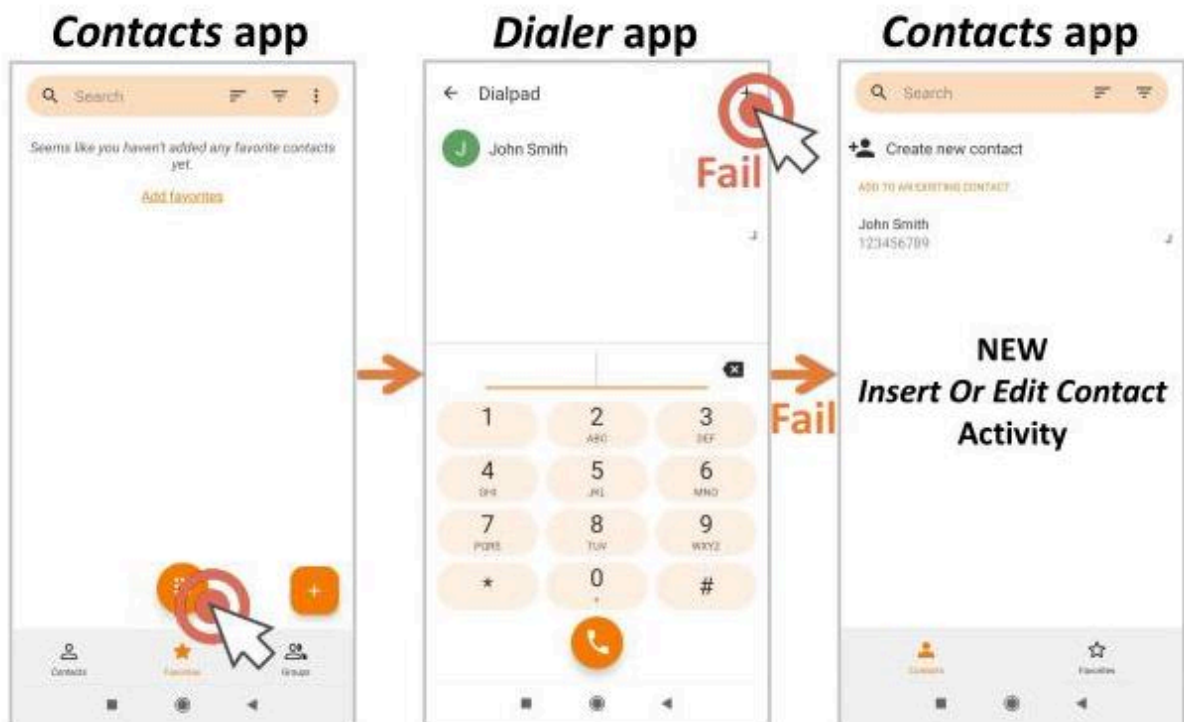 Contacts app
Search
Seems like you haven't added any favorite contacts
yet.
Add favorites
Contacts
Favorites
Groups
Dialer app
Dialpad
J
John Smith
Fail
1
2
ABC
3
DEF
4
GHI
5
JKL
6
MNO
7
PQRS
8
TUV
9
WXYZ
*
0
+
#
Fail
Contacts app
Search
Create new contact
ADD TO AN EXISTING CONTACT
John Smith
123456789
NEW
Insert Or Edit Contact
Activity
Contacts
Favorites